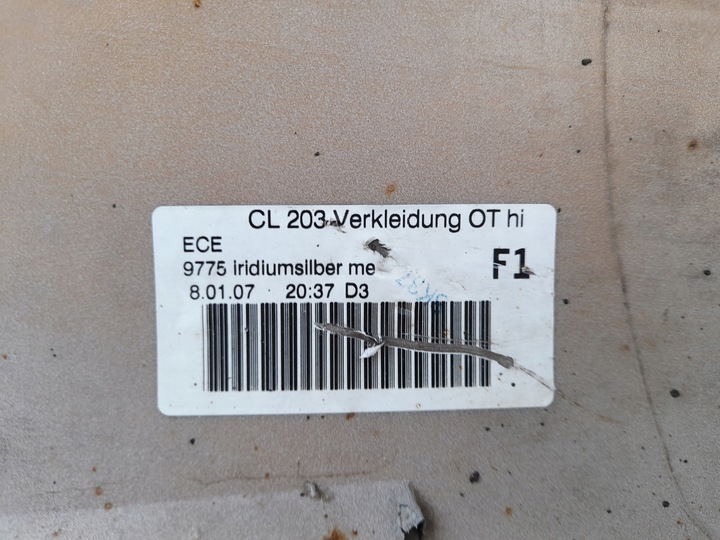 CL 203 Verkleidung OT hi
ECE
9775 iridiumsilber me
F1
8.01.07 20:37 D3